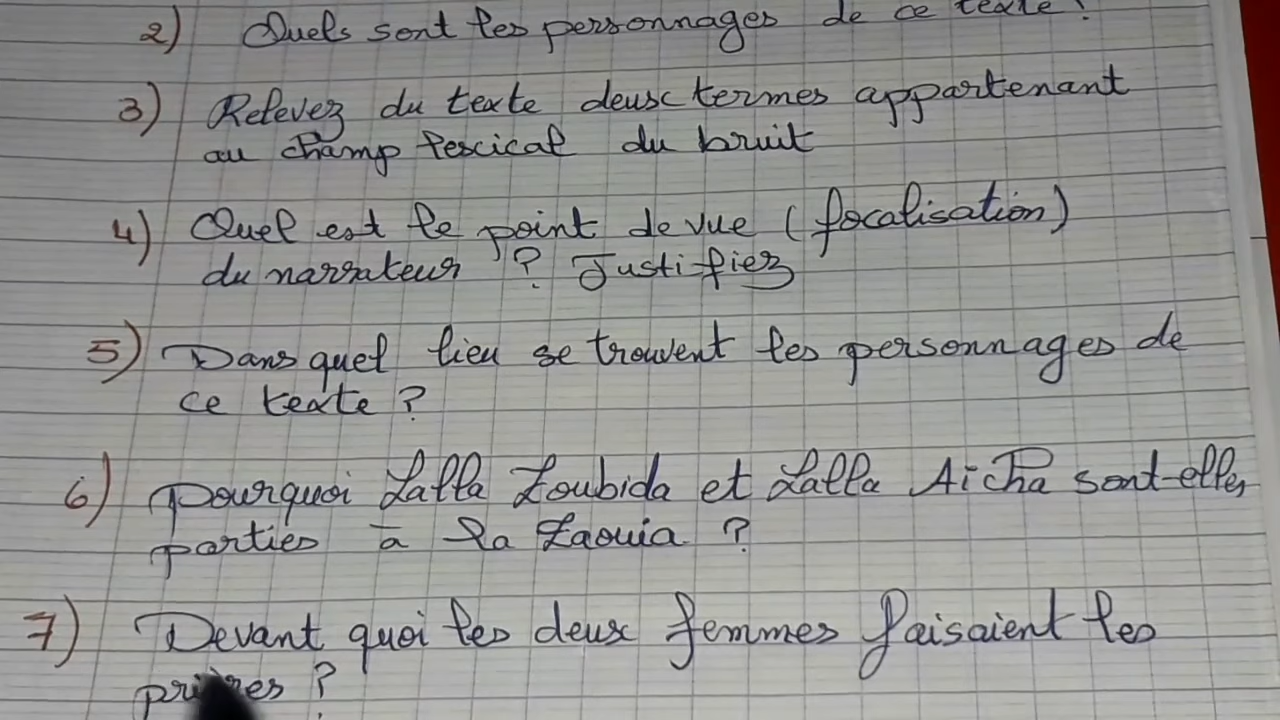 2) Quels sont les personnages de ce texte ?
3) Relevez du texte deux termes appartenant
au champ lexical du bruit
4) Quel est le point de vue (focalisation)
du narrateur ? Justifiez
5) Dans quel lieu se trouvent les personnages de
ce texte ?
6) Pourquoi Lalla Zoubida et Lalla Aicha sont-elles
parties à la Zaouia ?
7) Devant quoi les deux femmes faisaient les
prières ?